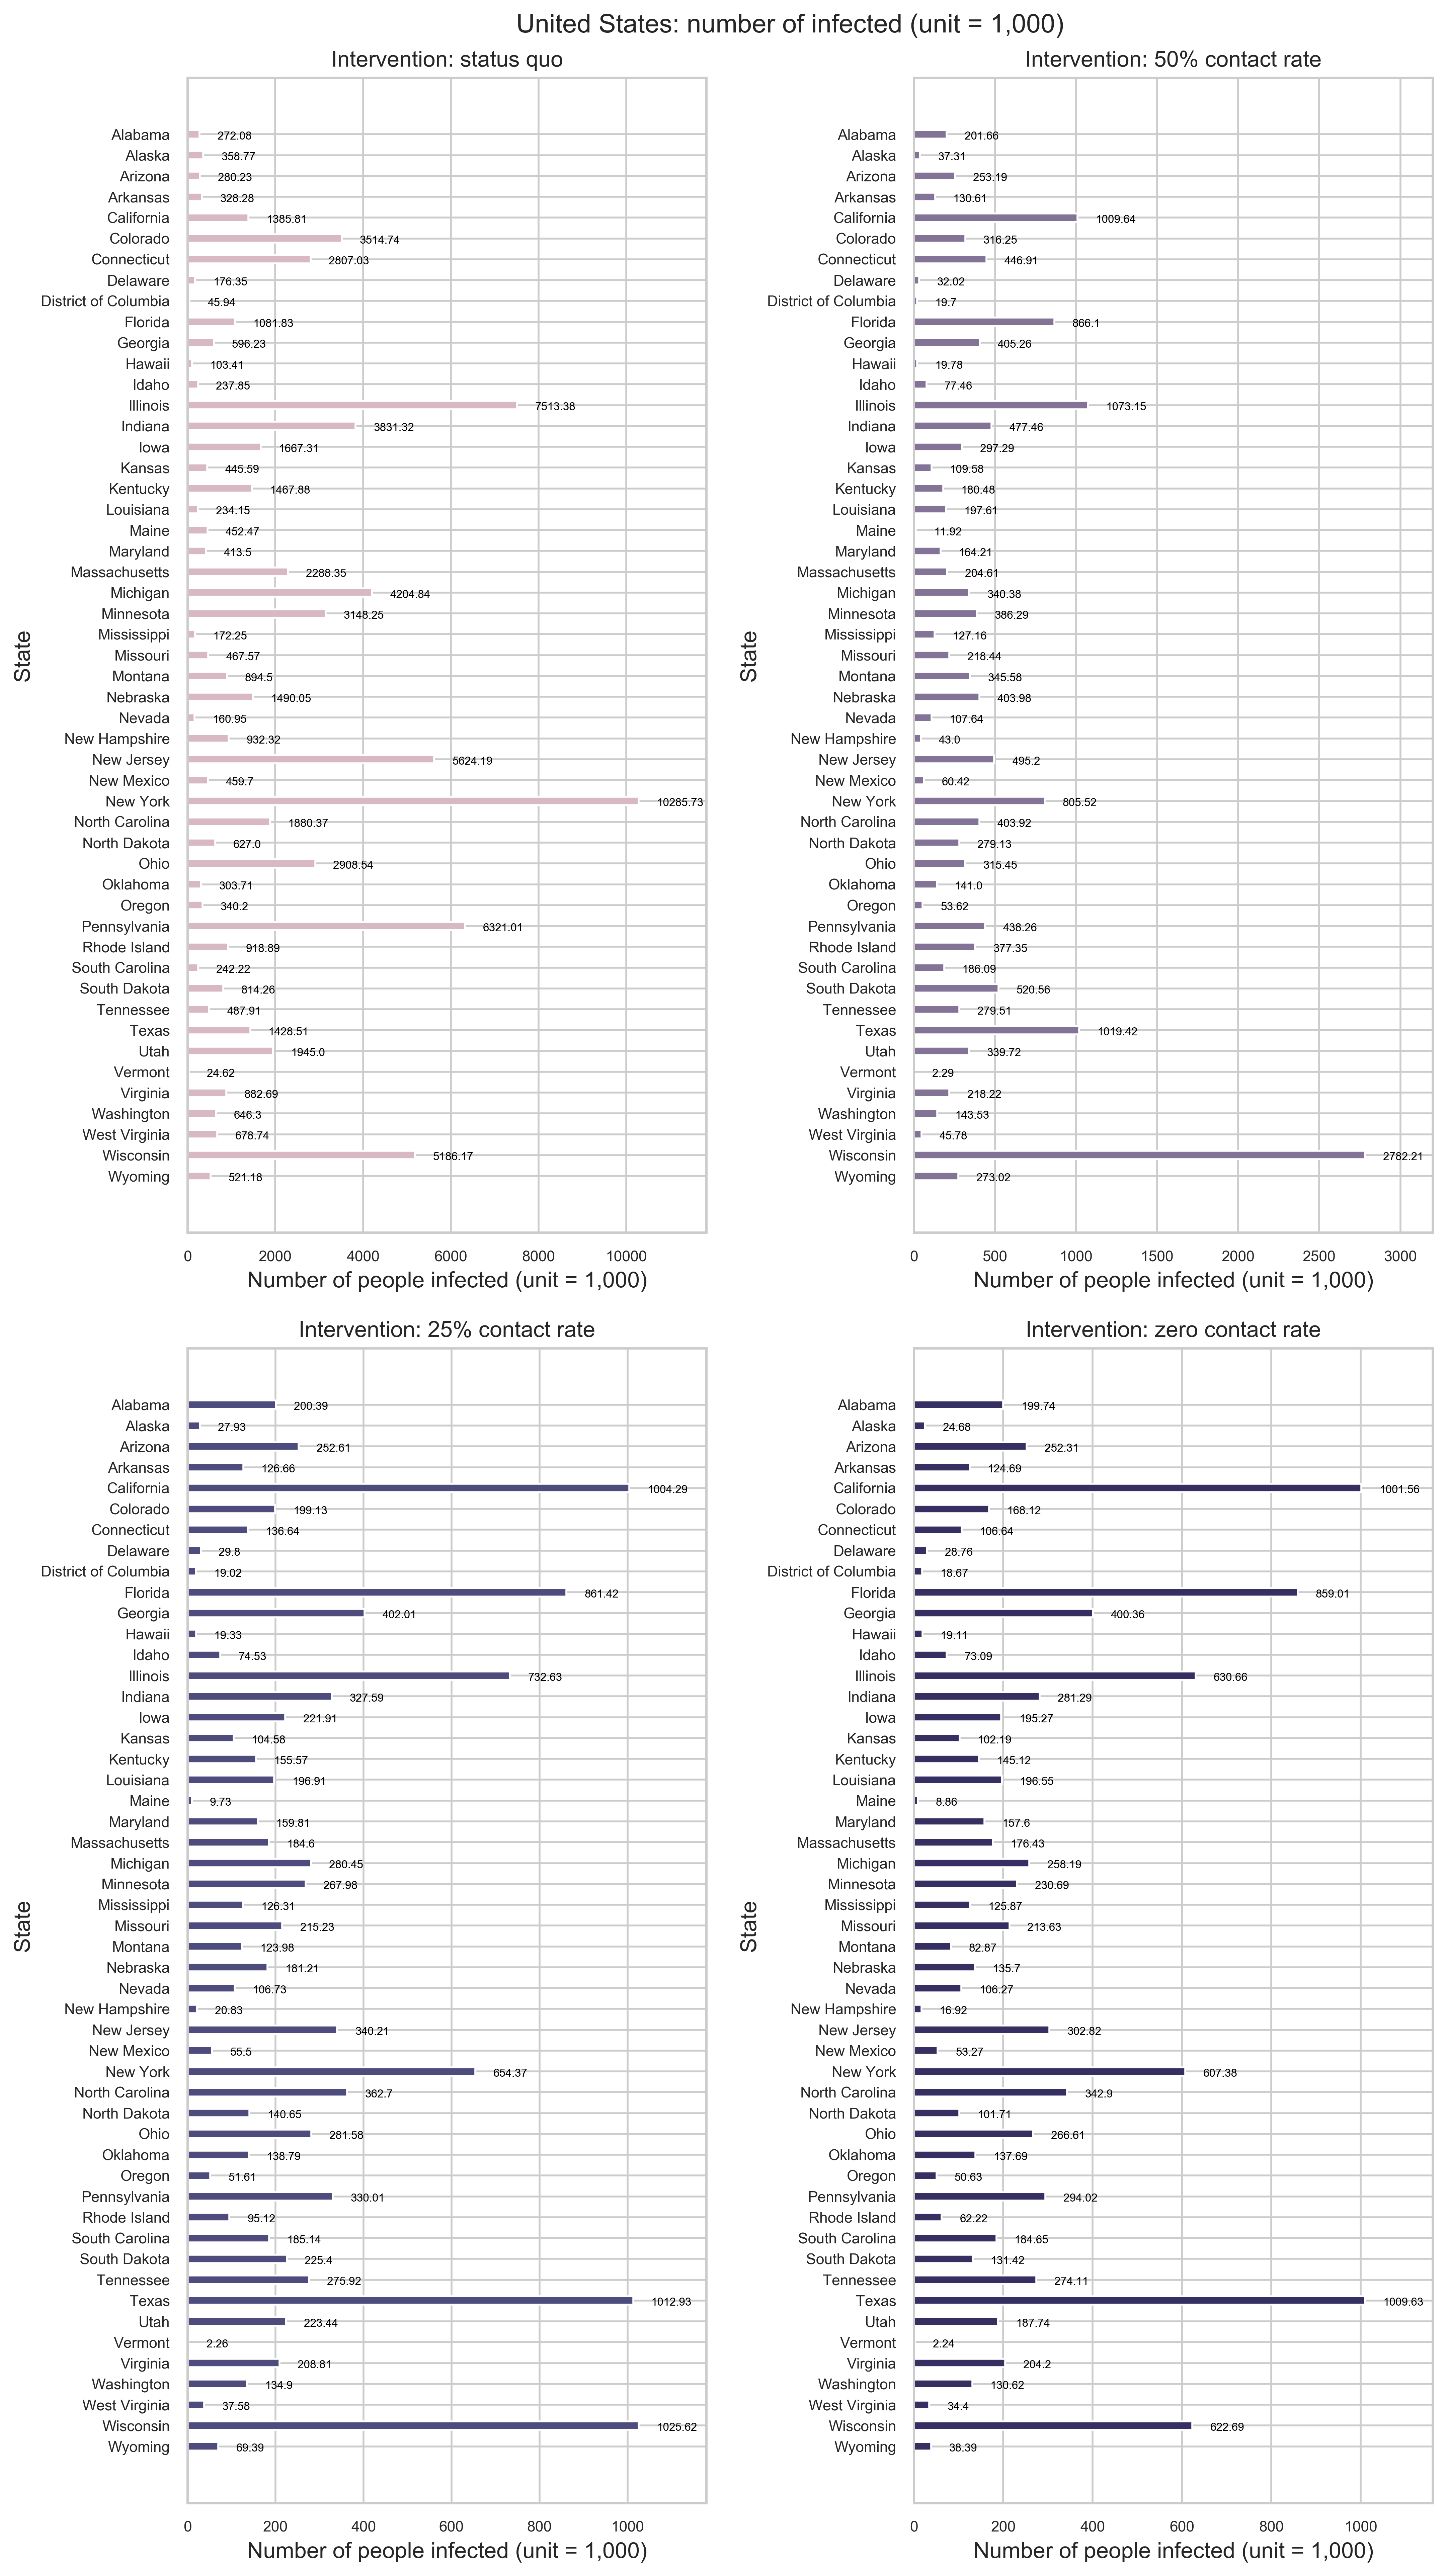 United States: number of infected (unit = 1,000)
Intervention: status quo
State
Alabama 272.08
Alaska 358.77
Arizona 280.23
Arkansas 328.28
California 1385.81
Colorado 3514.74
Connecticut 2807.03
Delaware 176.35
District of Columbia 45.94
Florida 1081.83
Georgia 596.23
Hawaii 103.41
Idaho 237.85
Illinois 7513.38
Indiana 3831.32
Iowa 1667.31
Kansas 445.59
Kentucky 1467.88
Louisiana 234.15
Maine 452.47
Maryland 413.5
Massachusetts 2288.35
Michigan 4204.84
Minnesota 3148.25
Mississippi 172.25
Missouri 467.57
Montana 894.5
Nebraska 1490.05
Nevada 160.95
New Hampshire 932.32
New Jersey 5624.19
New Mexico 459.7
New York 10285.73
North Carolina 1880.37
North Dakota 627.0
Ohio 2908.54
Oklahoma 303.71
Oregon 340.2
Pennsylvania 6321.01
Rhode Island 918.89
South Carolina 242.22
South Dakota 814.26
Tennessee 487.91
Texas 1428.51
Utah 1945.0
Vermont 24.62
Virginia 882.69
Washington 646.3
West Virginia 678.74
Wisconsin 5186.17
Wyoming 521.18
0 2000 4000 6000 8000 10000
Number of people infected (unit = 1,000)
Intervention: 50% contact rate
State
Alabama 201.66
Alaska 37.31
Arizona 253.19
Arkansas 130.61
California 1009.64
Colorado 316.25
Connecticut 446.91
Delaware 32.02
District of Columbia 19.7
Florida 866.1
Georgia 405.26
Hawaii 19.78
Idaho 77.46
Illinois 1073.15
Indiana 477.46
Iowa 297.29
Kansas 109.58
Kentucky 180.48
Louisiana 197.61
Maine 11.92
Maryland 164.21
Massachusetts 204.61
Michigan 340.38
Minnesota 386.29
Mississippi 127.16
Missouri 218.44
Montana 345.58
Nebraska 403.98
Nevada 107.64
New Hampshire 43.0
New Jersey 495.2
New Mexico 60.42
New York 805.52
North Carolina 403.92
North Dakota 279.13
Ohio 315.45
Oklahoma 141.0
Oregon 53.62
Pennsylvania 438.26
Rhode Island 377.35
South Carolina 186.09
South Dakota 520.56
Tennessee 279.51
Texas 1019.42
Utah 339.72
Vermont 2.29
Virginia 218.22
Washington 143.53
West Virginia 45.78
Wisconsin 2782.21
Wyoming 273.02
0 500 1000 1500 2000 2500 3000
Number of people infected (unit = 1,000)
Intervention: 25% contact rate
State
Alabama 200.39
Alaska 27.93
Arizona 252.61
Arkansas 126.66
California 1004.29
Colorado 199.13
Connecticut 136.64
Delaware 29.8
District of Columbia 19.02
Florida 861.42
Georgia 402.01
Hawaii 19.33
Idaho 74.53
Illinois 732.63
Indiana 327.59
Iowa 221.91
Kansas 104.58
Kentucky 155.57
Louisiana 196.91
Maine 9.73
Maryland 159.81
Massachusetts 184.6
Michigan 280.45
Minnesota 267.98
Mississippi 126.31
Missouri 215.23
Montana 123.98
Nebraska 181.21
Nevada 106.73
New Hampshire 20.83
New Jersey 340.21
New Mexico 55.5
New York 654.37
North Carolina 362.7
North Dakota 140.65
Ohio 281.58
Oklahoma 138.79
Oregon 51.61
Pennsylvania 330.01
Rhode Island 95.12
South Carolina 185.14
South Dakota 225.4
Tennessee 275.92
Texas 1012.93
Utah 223.44
Vermont 2.26
Virginia 208.81
Washington 134.9
West Virginia 37.58
Wisconsin 1025.62
Wyoming 69.39
0 200 400 600 800 1000
Number of people infected (unit = 1,000)
Intervention: zero contact rate
State
Alabama 199.74
Alaska 24.68
Arizona 252.31
Arkansas 124.69
California 1001.56
Colorado 168.12
Connecticut 106.64
Delaware 28.76
District of Columbia 18.67
Florida 859.01
Georgia 400.36
Hawaii 19.11
Idaho 73.09
Illinois 630.66
Indiana 281.29
Iowa 195.27
Kansas 102.19
Kentucky 145.12
Louisiana 196.55
Maine 8.86
Maryland 157.6
Massachusetts 176.43
Michigan 258.19
Minnesota 230.69
Mississippi 125.87
Missouri 213.63
Montana 82.87
Nebraska 135.7
Nevada 106.27
New Hampshire 16.92
New Jersey 302.82
New Mexico 53.27
New York 607.38
North Carolina 342.9
North Dakota 101.71
Ohio 266.61
Oklahoma 137.69
Oregon 50.63
Pennsylvania 294.02
Rhode Island 62.22
South Carolina 184.65
South Dakota 131.42
Tennessee 274.11
Texas 1009.63
Utah 187.74
Vermont 2.24
Virginia 204.2
Washington 130.62
West Virginia 34.4
Wisconsin 622.69
Wyoming 38.39
0 200 400 600 800 1000
Number of people infected (unit = 1,000)